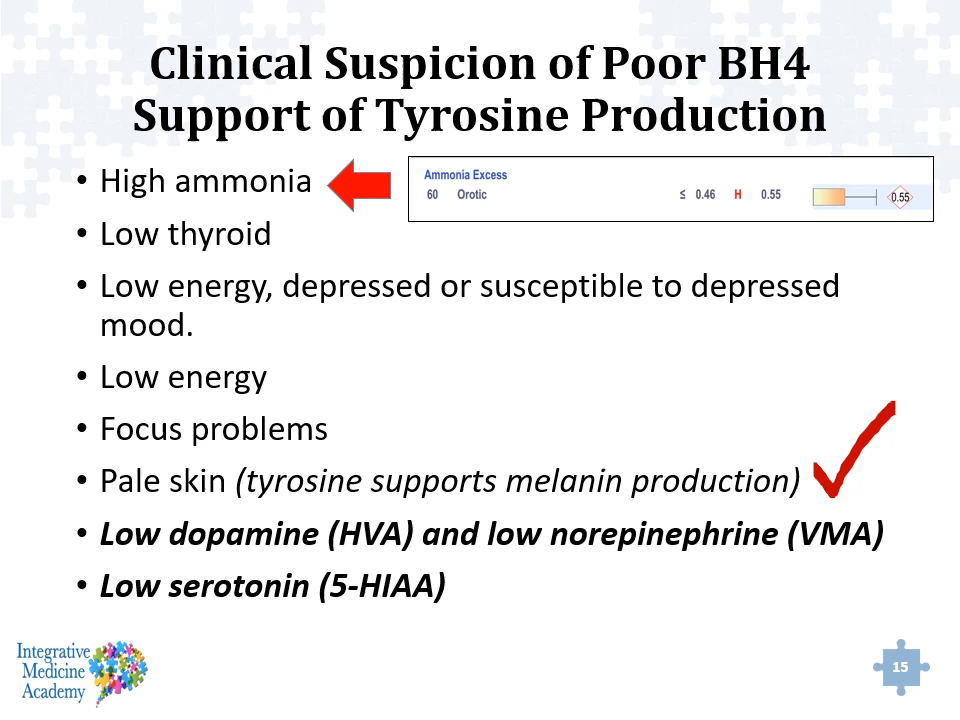 Clinical Suspicion of Poor BH4
Support of Tyrosine Production
• High ammonia
Ammonia Excess
60 Orotic ≤ 0.46 H 0.55 0.55
• Low thyroid
• Low energy, depressed or susceptible to depressed
mood.
• Low energy
• Focus problems
• Pale skin (tyrosine supports melanin production)
• Low dopamine (HVA) and low norepinephrine (VMA)
• Low serotonin (5-HIAA)
Integrative
Medicine
Academy
15